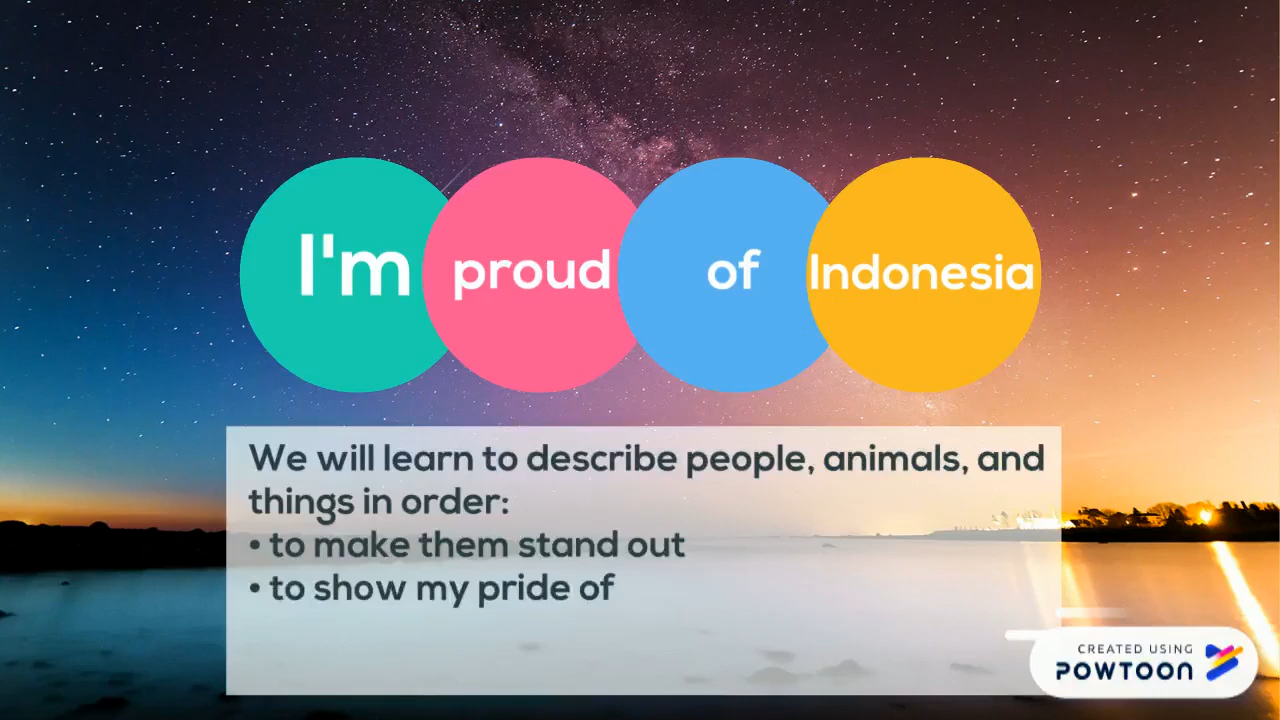 I'm proud of Indonesia
We will learn to describe people, animals, and
things in order:
• to make them stand out
• to show my pride of
CREATED USING
POWTOON